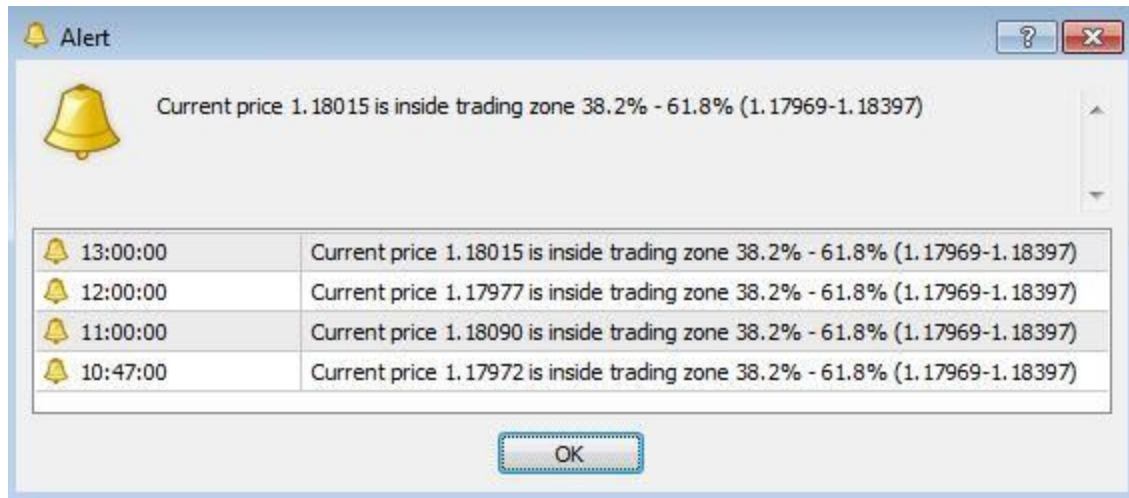 Alert
Current price 1.18015 is inside trading zone 38.2% - 61.8% (1.17969-1.18397)
13:00:00 Current price 1.18015 is inside trading zone 38.2% - 61.8% (1.17969-1.18397)
12:00:00 Current price 1.17977 is inside trading zone 38.2% - 61.8% (1.17969-1.18397)
11:00:00 Current price 1.18090 is inside trading zone 38.2% - 61.8% (1.17969-1.18397)
10:47:00 Current price 1.17972 is inside trading zone 38.2% - 61.8% (1.17969-1.18397)
OK